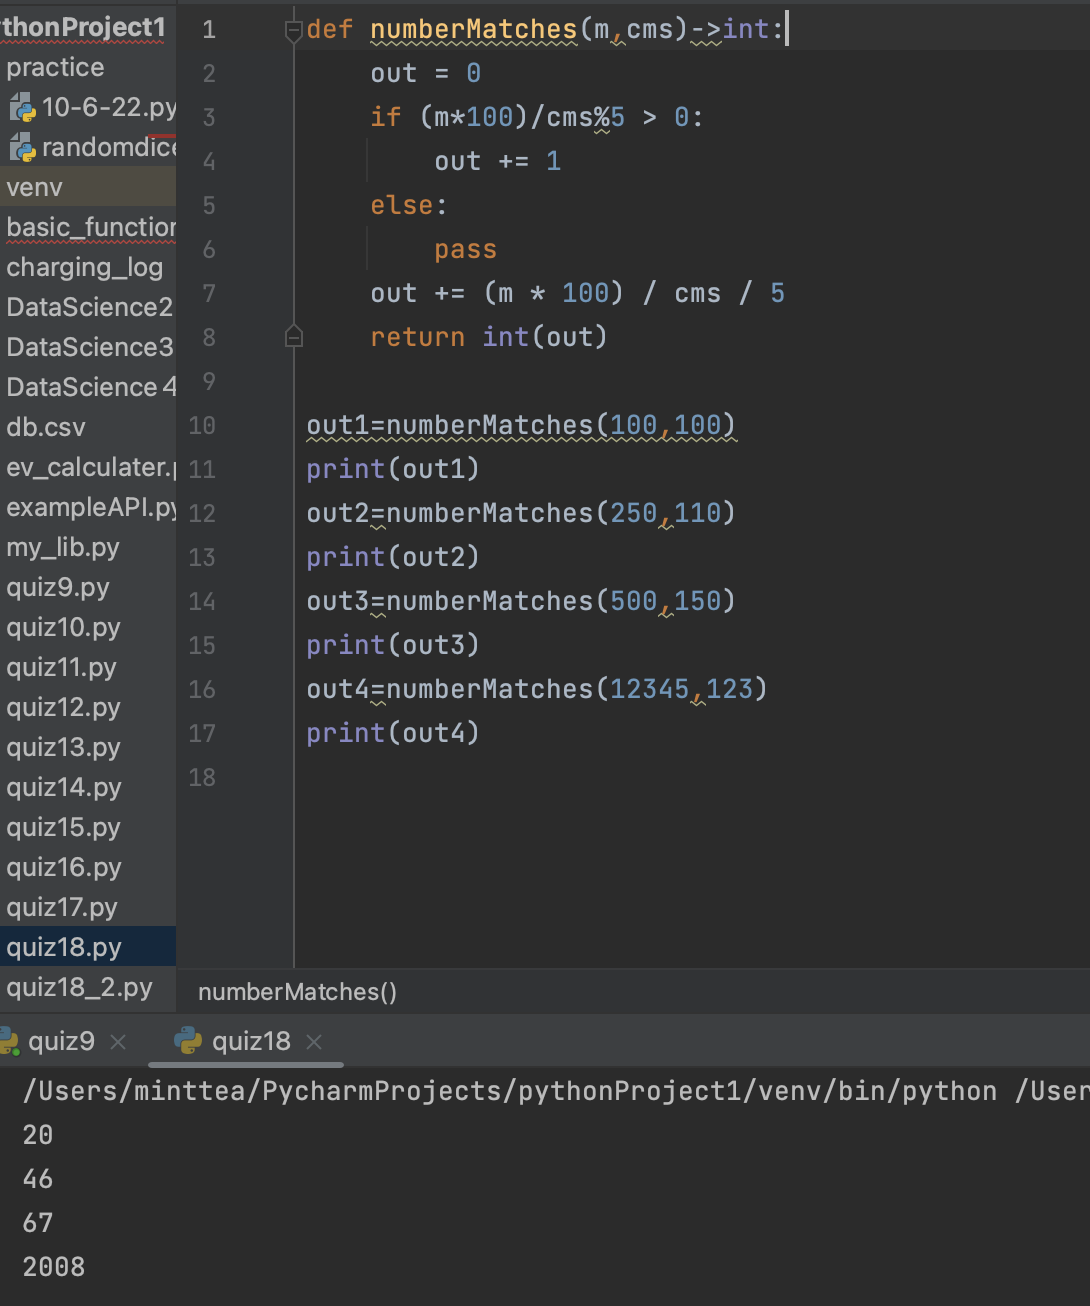 thonProject1
practice
10-6-22.py
randomdice
venv
basic_function
charging_log
DataScience2
DataScience3
DataScience 4
db.csv
ev_calculater.p
exampleAPI.py
my_lib.py
quiz9.py
quiz10.py
quiz11.py
quiz12.py
quiz13.py
quiz14.py
quiz15.py
quiz16.py
quiz17.py
quiz18.py
quiz18_2.py
1 def numberMatches(m,cms)->int:
2 out = 0
3 if (m*100)/cms%5 > 0:
4 out += 1
5 else:
6 pass
7 out += (m * 100) / cms / 5
8 return int(out)
9
10 out1=numberMatches(100,100)
11 print(out1)
12 out2=numberMatches(250,110)
13 print(out2)
14 out3=numberMatches(500,150)
15 print(out3)
16 out4=numberMatches(12345,123)
17 print(out4)
18
numberMatches()
quiz9 × quiz18 ×
/Users/minttea/PycharmProjects/pythonProject1/venv/bin/python /User
20
46
67
2008